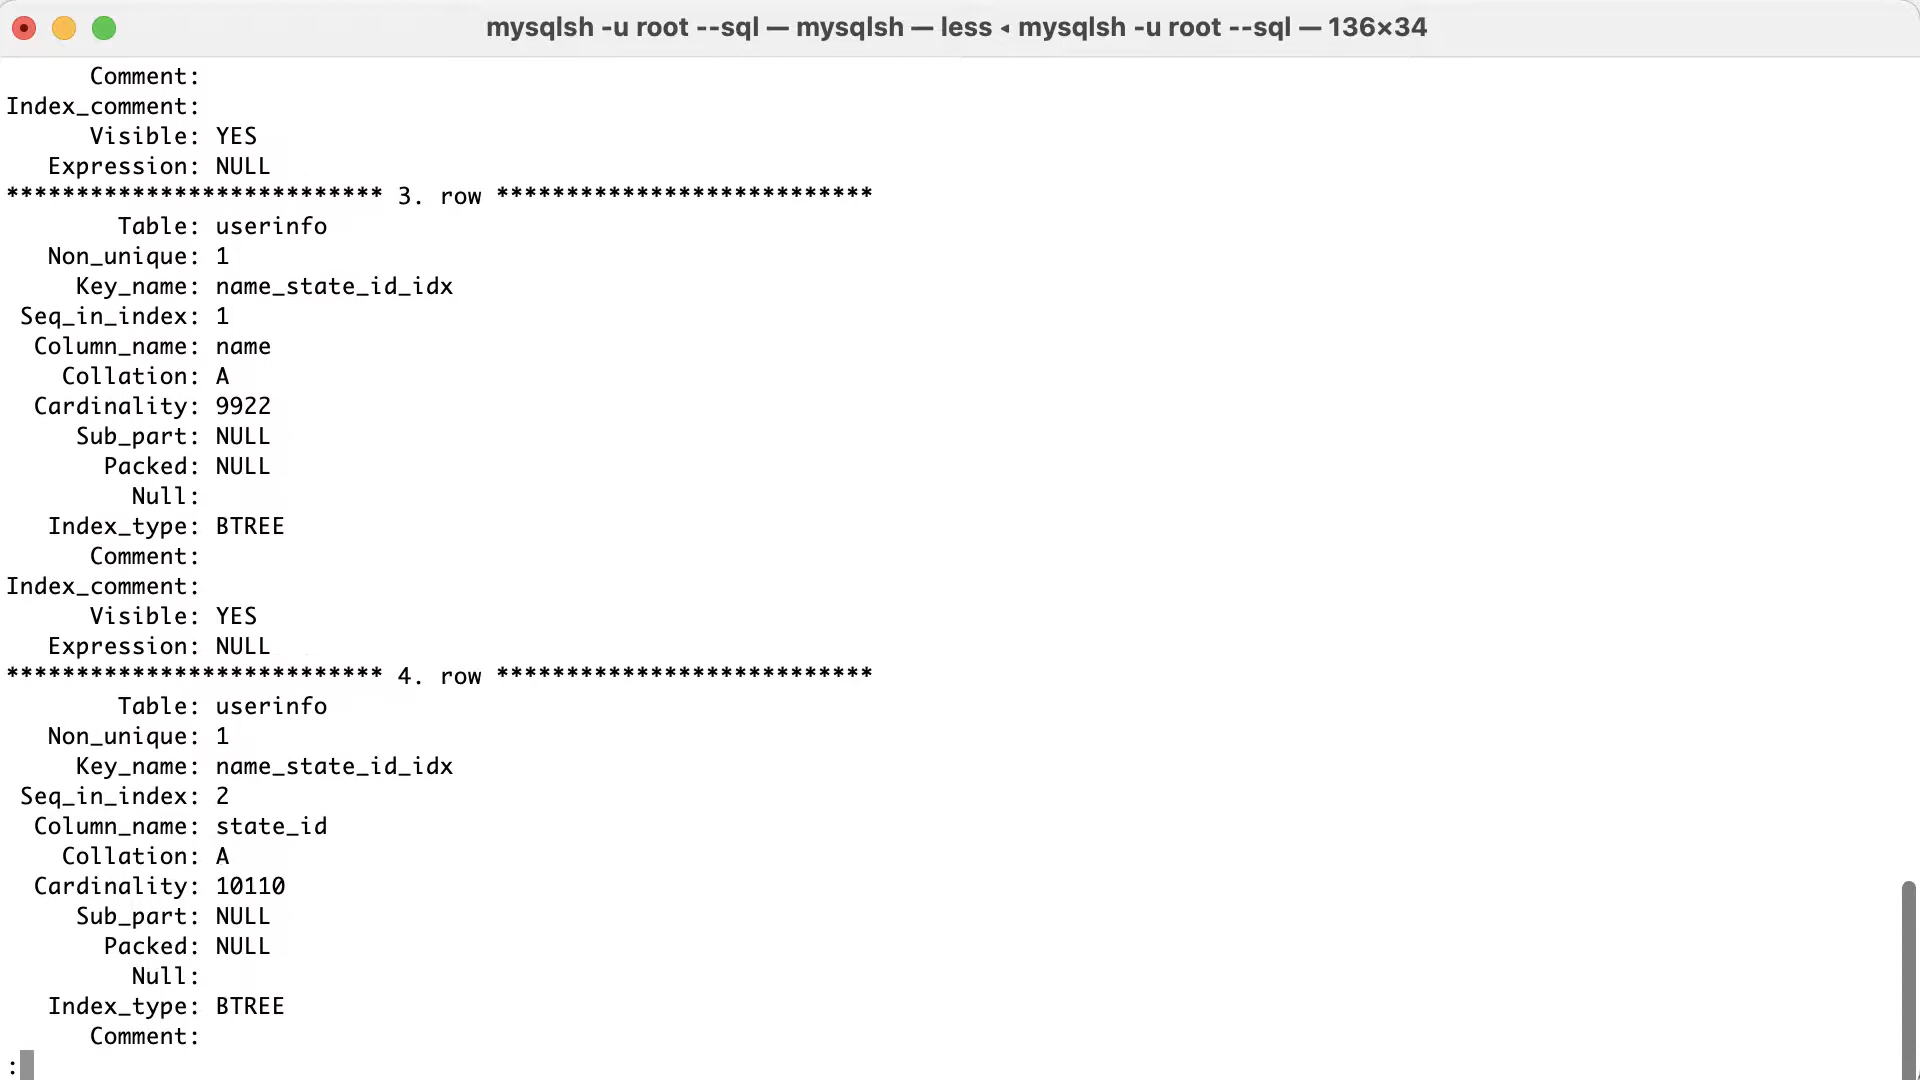 mysqlsh -u root --sql — mysqlsh — less ◂ mysqlsh -u root --sql — 136×34
Comment:
Index_comment:
Visible: YES
Expression: NULL
*************************** 3. row ***************************
Table: userinfo
Non_unique: 1
Key_name: name_state_id_idx
Seq_in_index: 1
Column_name: name
Collation: A
Cardinality: 9922
Sub_part: NULL
Packed: NULL
Null:
Index_type: BTREE
Comment:
Index_comment:
Visible: YES
Expression: NULL
*************************** 4. row ***************************
Table: userinfo
Non_unique: 1
Key_name: name_state_id_idx
Seq_in_index: 2
Column_name: state_id
Collation: A
Cardinality: 10110
Sub_part: NULL
Packed: NULL
Null:
Index_type: BTREE
Comment:
: